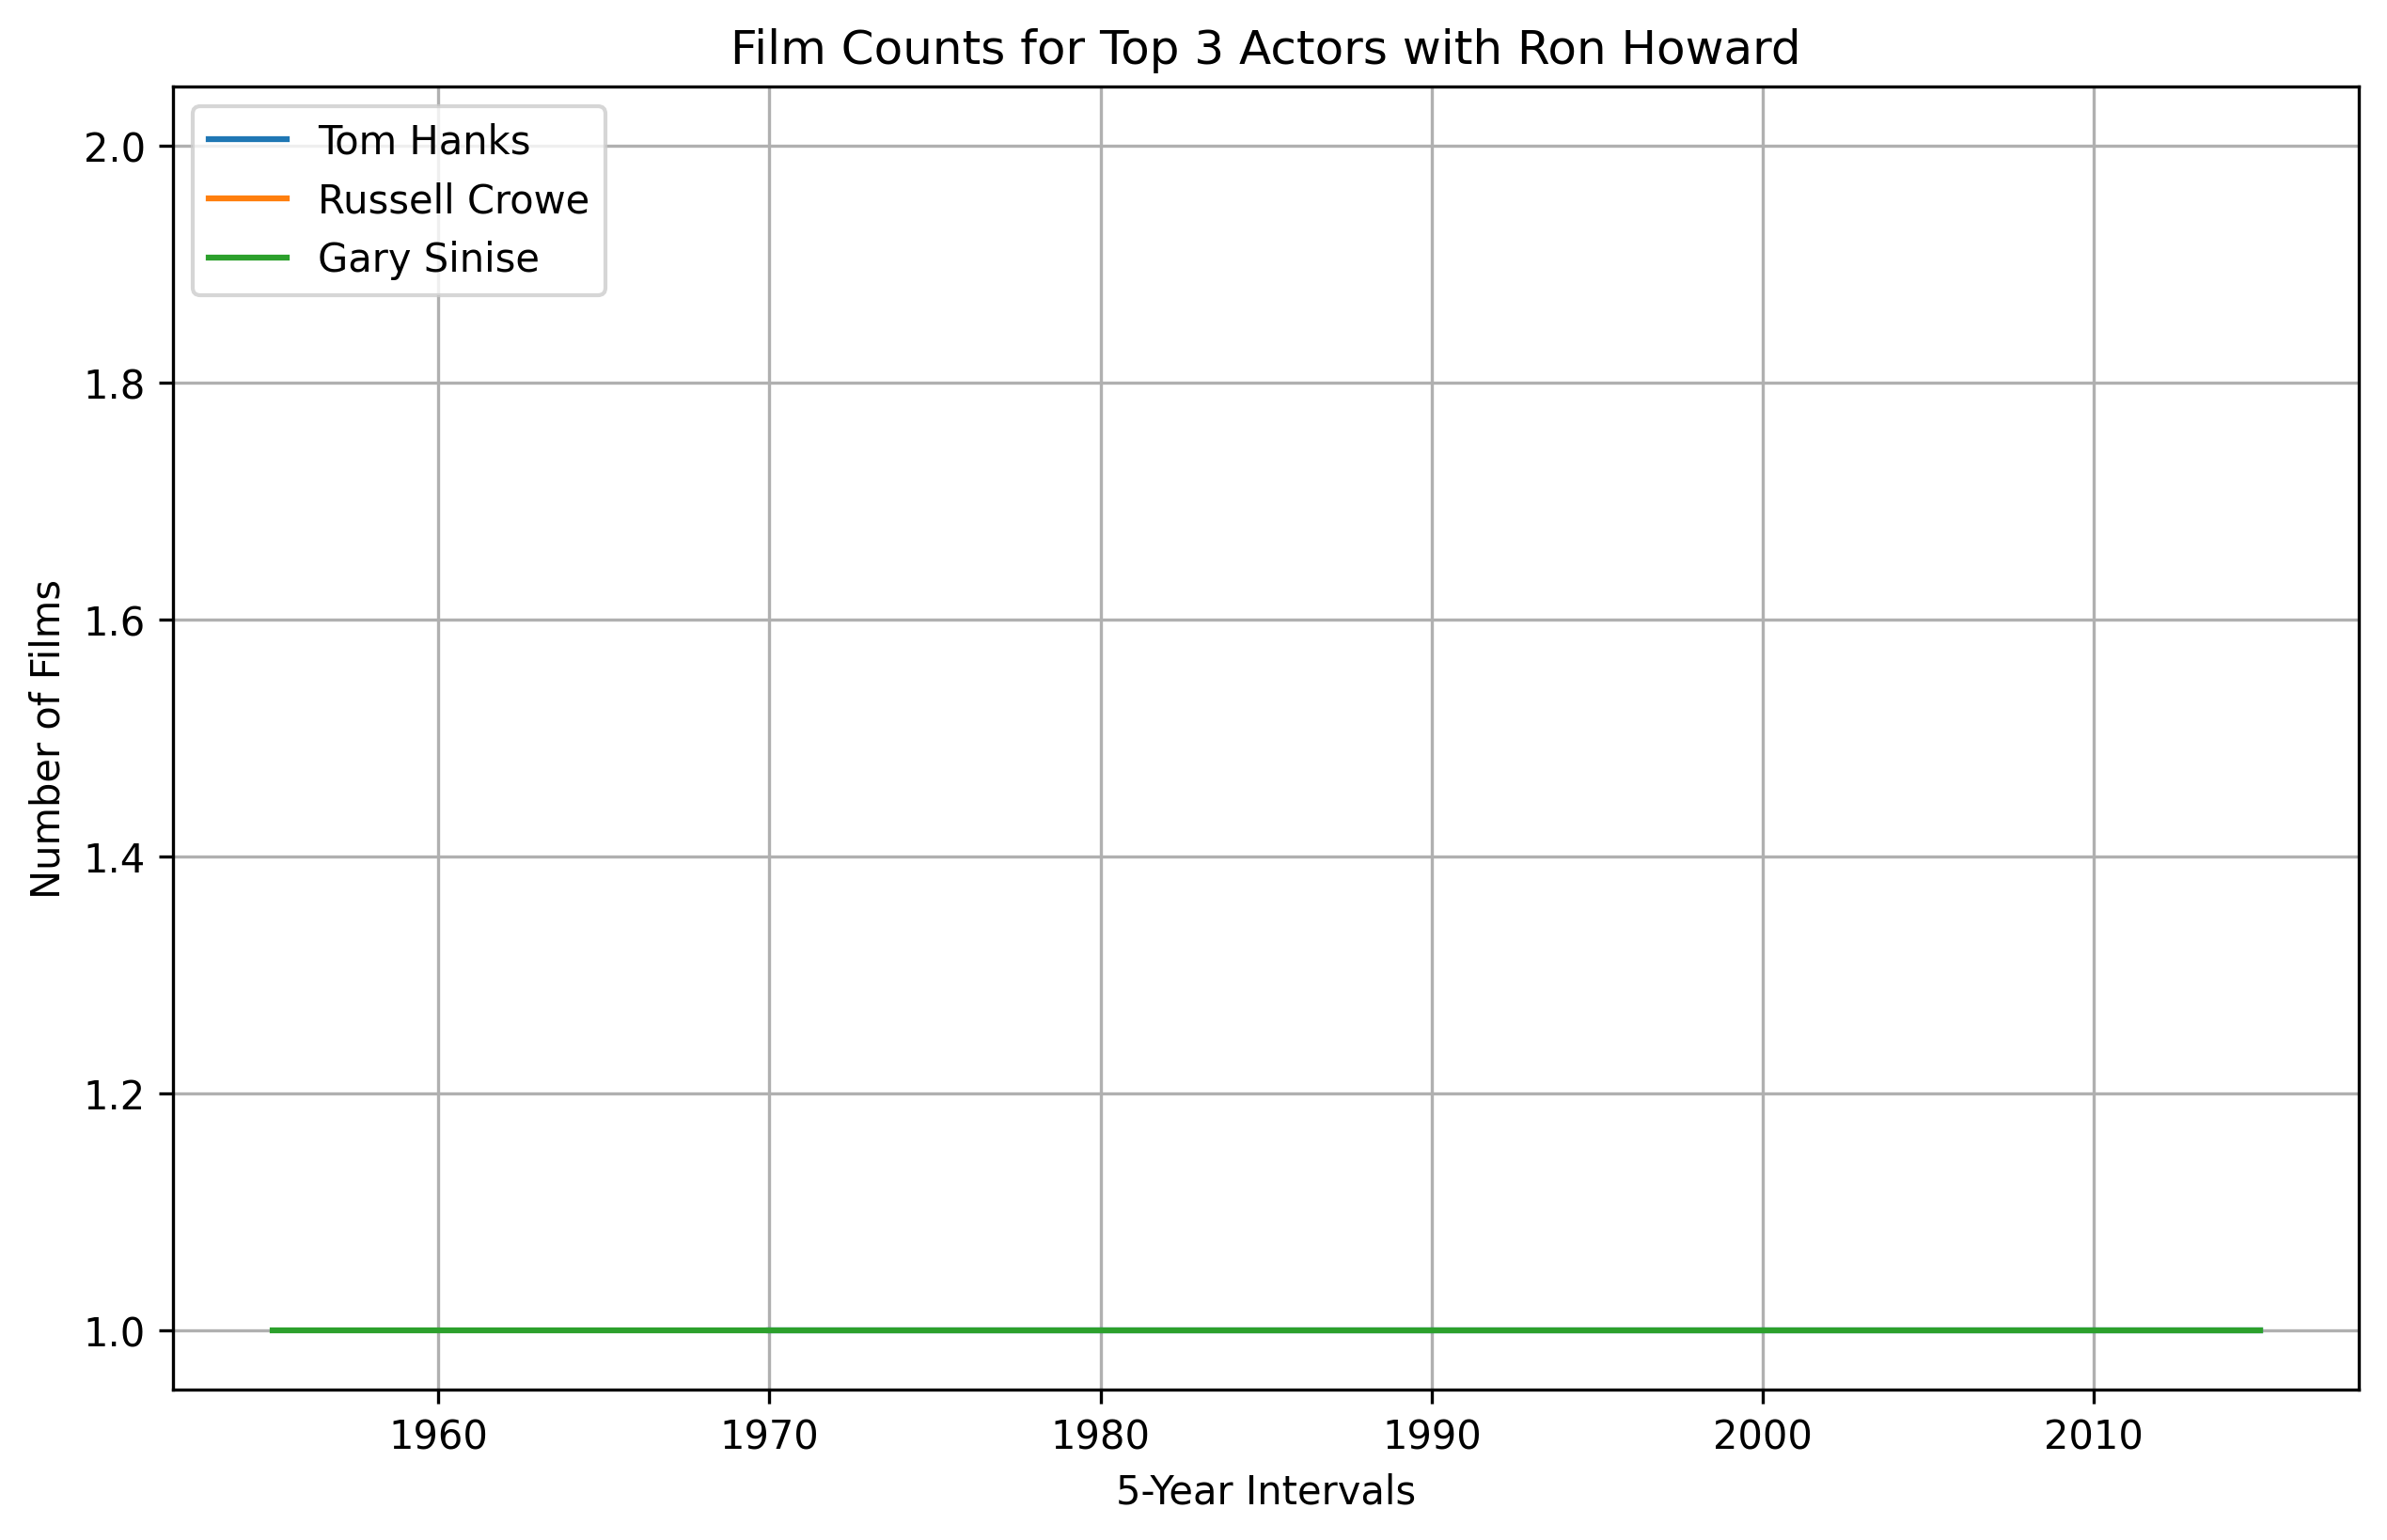 Film Counts for Top 3 Actors with Ron Howard
Tom Hanks
Russell Crowe
Gary Sinise
Number of Films
2.0
1.8
1.6
1.4
1.2
1.0
1960 1970 1980 1990 2000 2010
5-Year Intervals